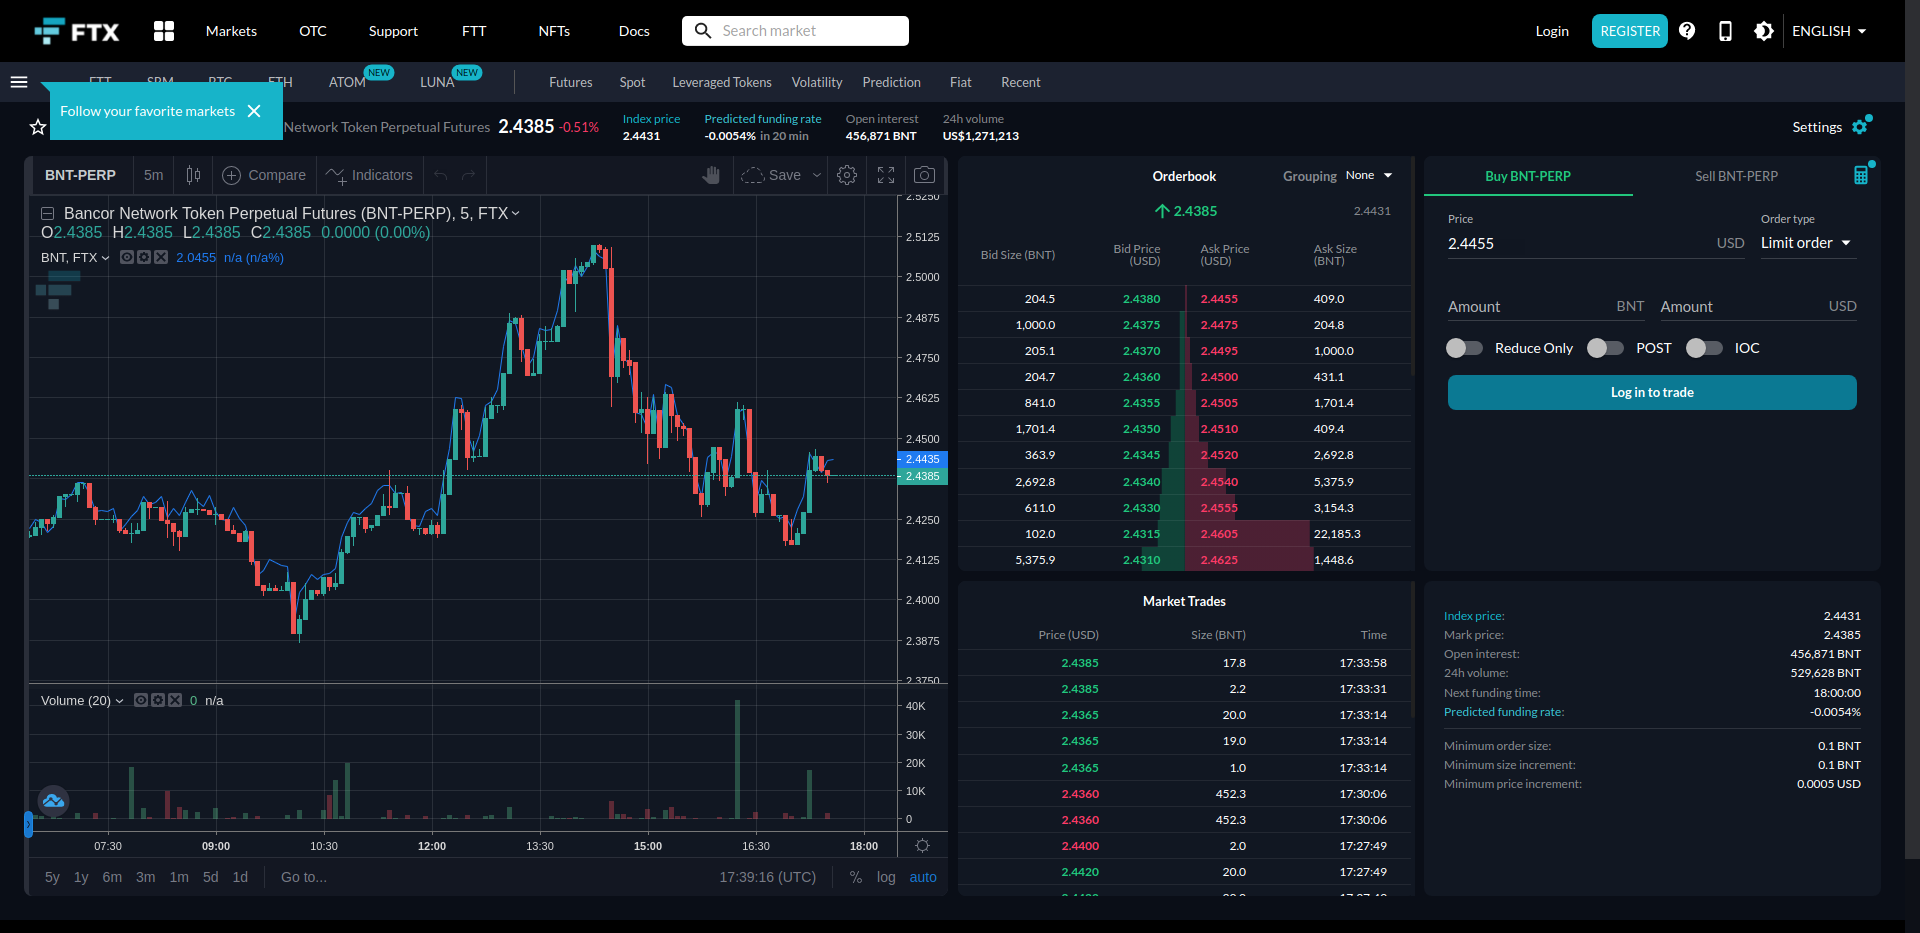 FTX
Markets
OTC
Support
FTT
NFTs
Docs
Search market
Login
REGISTER
ENGLISH
ATOM NEW
LUNA NEW
Futures
Spot
Leveraged Tokens
Volatility
Prediction
Fiat
Recent
Follow your favorite markets
Network Token Perpetual Futures
2.4385 -0.51%
Index price
2.4431
Predicted funding rate
-0.0054% in 20 min
Open interest
456,871 BNT
24h volume
US$1,271,213
Settings
BNT-PERP
5m
Compare
Indicators
Save
Bancor Network Token Perpetual Futures (BNT-PERP), 5, FTX
O2.4385 H2.4385 L2.4385 C2.4385 0.0000 (0.00%)
BNT, FTX 2.0455 n/a (n/a%)
2.5250
2.5125
2.5000
2.4875
2.4750
2.4625
2.4500
2.4435
2.4385
2.4250
2.4125
2.4000
2.3875
2.3750
Volume (20) 0 n/a
40K
30K
20K
10K
0
07:30 09:00 10:30 12:00 13:30 15:00 16:30 18:00
5y 1y 6m 3m 1m 5d 1d Go to...
17:39:16 (UTC) % log auto
Orderbook
Grouping None
2.4385
2.4431
Bid Size (BNT) Bid Price (USD) Ask Price (USD) Ask Size (BNT)
204.5 2.4380 2.4455 409.0
1,000.0 2.4375 2.4475 204.8
205.1 2.4370 2.4495 1,000.0
204.7 2.4360 2.4500 431.1
841.0 2.4355 2.4505 1,701.4
1,701.4 2.4350 2.4510 409.4
363.9 2.4345 2.4520 2,692.8
2,692.8 2.4340 2.4540 5,375.9
611.0 2.4330 2.4555 3,154.3
102.0 2.4315 2.4605 22,185.3
5,375.9 2.4310 2.4625 1,448.6
Market Trades
Price (USD) Size (BNT) Time
2.4385 17.8 17:33:58
2.4385 2.2 17:33:31
2.4365 20.0 17:33:14
2.4365 19.0 17:33:14
2.4365 1.0 17:33:14
2.4360 452.3 17:30:06
2.4360 452.3 17:30:06
2.4400 2.0 17:27:49
2.4420 20.0 17:27:49
Buy BNT-PERP
Sell BNT-PERP
Price
2.4455 USD
Order type
Limit order
Amount BNT
Amount USD
Reduce Only
POST
IOC
Log in to trade
Index price: 2.4431
Mark price: 2.4385
Open interest: 456,871 BNT
24h volume: 529,628 BNT
Next funding time: 18:00:00
Predicted funding rate: -0.0054%
Minimum order size: 0.1 BNT
Minimum size increment: 0.1 BNT
Minimum price increment: 0.0005 USD